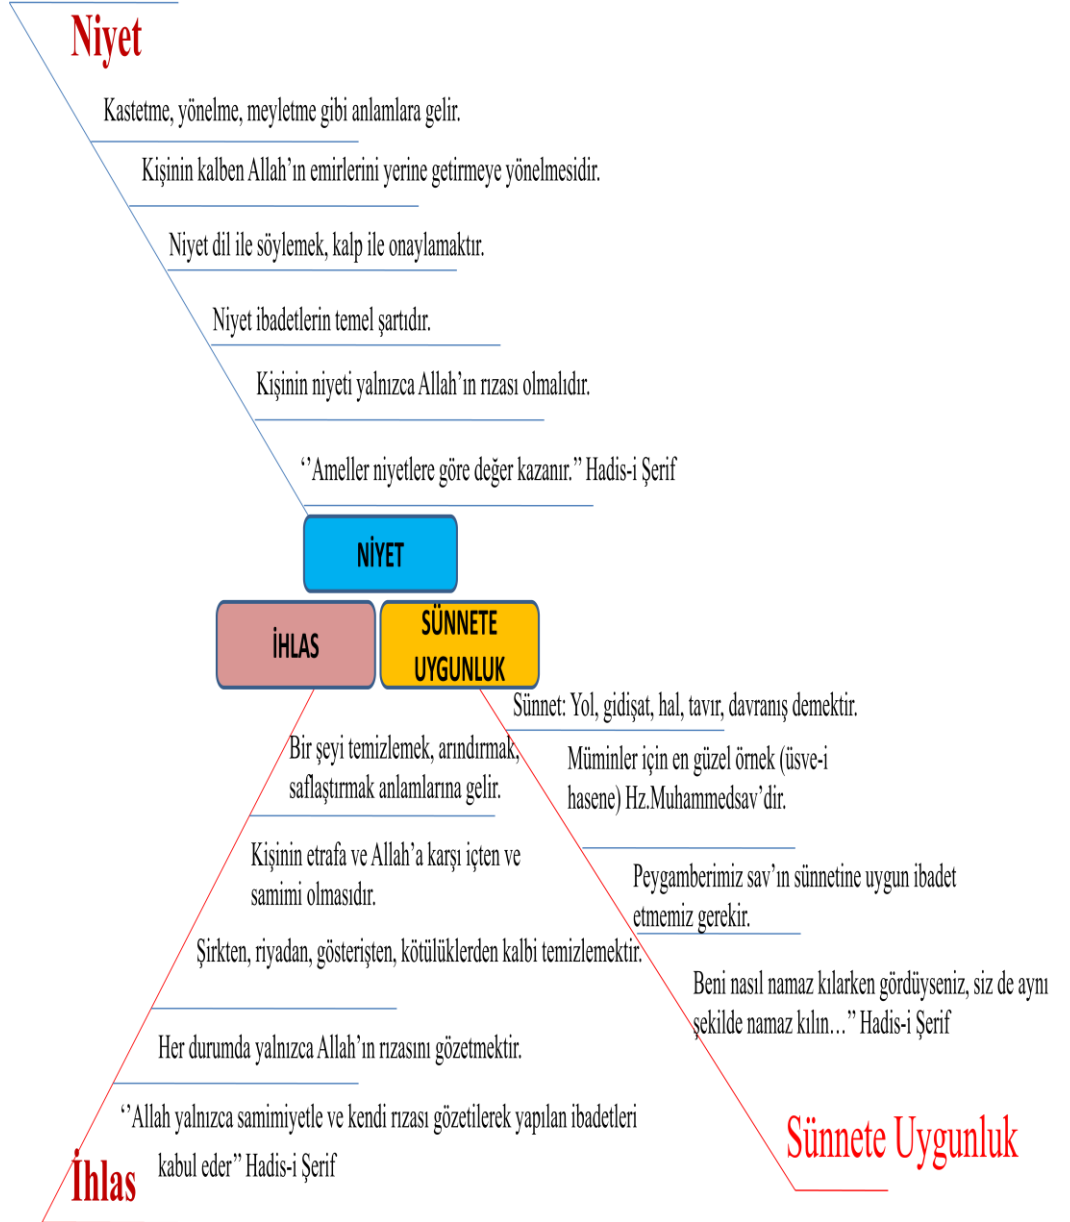 Niyet
Kastetme, yönelme, meyletme gibi anlamlara gelir.
Kişinin kalben Allah’ın emirlerini yerine getirmeye yönelmesidir.
Niyet dil ile söylemek, kalp ile onaylamaktır.
Niyet ibadetlerin temel şartıdır.
Kişinin niyeti yalnızca Allah’ın rızası olmalıdır.
‘’Ameller niyetlere göre değer kazanır.’’ Hadis-i Şerif
NİYET
İHLAS
SÜNNETE
UYGUNLUK
Sünnet: Yol, gidişat, hal, tavır, davranış demektir.
Müminler için en güzel örnek (üsve-i
hasene) Hz.Muhammedsav’dir.
Peygamberimiz sav’ın sünnetine uygun ibadet
etmemiz gerekir.
Beni nasıl namaz kılarken gördüyseniz, siz de aynı
şekilde namaz kılın…’’ Hadis-i Şerif
Sünnete Uygunluk
Bir şeyi temizlemek, arındırmak,
saflaştırmak anlamlarına gelir.
Kişinin etrafa ve Allah’a karşı içten ve
samimi olmasıdır.
Şirkten, riyadan, gösterişten, kötülüklerden kalbi temizlemektir.
Her durumda yalnızca Allah’ın rızasını gözetmektir.
‘’Allah yalnızca samimiyetle ve kendi rızası gözetilerek yapılan ibadetleri
kabul eder’’ Hadis-i Şerif
İhlas